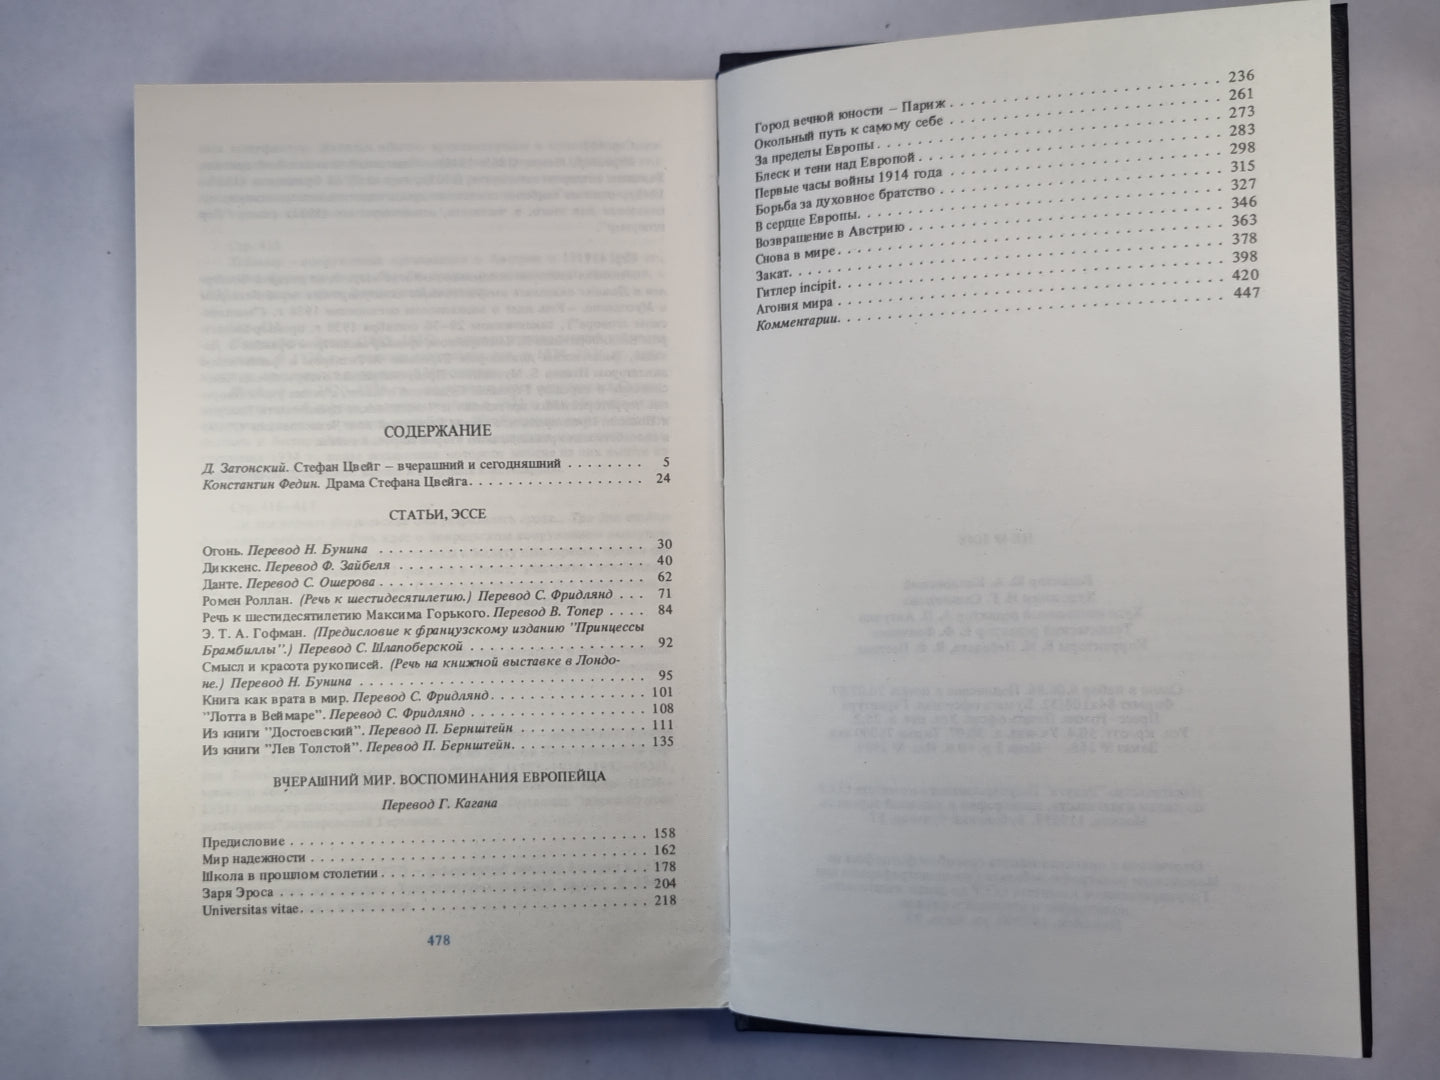 СОДЕРЖАНИЕ
Д. Затонский. Стефан Цвейг – вчерашний и сегодняшний . . . . . . . . 5
Константин Федин. Драма Стефана Цвейга. . . . . . . . . . . . . . . . . . 24
СТАТЬИ, ЭССЕ
Огонь. Перевод Н. Бунина . . . . . . . . . . . . . . . . . . . . . . . . . . . . 30
Диккенс. Перевод Ф. Зайбеля . . . . . . . . . . . . . . . . . . . . . . . . . . 40
Данте. Перевод С. Ошерова . . . . . . . . . . . . . . . . . . . . . . . . . . . . 62
Ромен Роллан. (Речь к шестидесятилетию.) Перевод С. Фридлянд . . . 71
Речь к шестидесятилетию Максима Горького. Перевод В. Топер . . . . 84
Э. Т. А. Гофман. (Предисловие к французскому изданию "Принцессы
Брамбиллы".) Перевод С. Шлапоберской . . . . . . . . . . . . . . . . . . . 92
Смысл и красота рукописей. (Речь на книжной выставке в Лондо-
не.) Перевод Н. Бунина . . . . . . . . . . . . . . . . . . . . . . . . . . . . . . 95
Книга как врата в мир. Перевод С. Фридлянд. . . . . . . . . . . . . . . . 101
"Лотта в Веймаре". Перевод С. Фридлянд . . . . . . . . . . . . . . . . . . 108
Из книги "Достоевский". Перевод П. Бернштейн . . . . . . . . . . . . . . 111
Из книги "Лев Толстой". Перевод П. Бернштейн. . . . . . . . . . . . . . 135
ВЧЕРАШНИЙ МИР. ВОСПОМИНАНИЯ ЕВРОПЕЙЦА
Перевод Г. Кагана
Предисловие . . . . . . . . . . . . . . . . . . . . . . . . . . . . . . . . . . . . 158
Мир надежности . . . . . . . . . . . . . . . . . . . . . . . . . . . . . . . . . . 162
Школа в прошлом столетии . . . . . . . . . . . . . . . . . . . . . . . . . . . 178
Заря Эроса . . . . . . . . . . . . . . . . . . . . . . . . . . . . . . . . . . . . . 204
Universitas vitae. . . . . . . . . . . . . . . . . . . . . . . . . . . . . . . . . . . 218
478
Город вечной юности – Париж . . . . . . . . . . . . . . . . . . . . . . . . . 236
Окольный путь к самому себе . . . . . . . . . . . . . . . . . . . . . . . . . 261
За пределы Европы . . . . . . . . . . . . . . . . . . . . . . . . . . . . . . . . 273
Блеск и тени над Европой . . . . . . . . . . . . . . . . . . . . . . . . . . . . 283
Первые часы войны 1914 года . . . . . . . . . . . . . . . . . . . . . . . . . 298
Борьба за духовное братство . . . . . . . . . . . . . . . . . . . . . . . . . . 315
В сердце Европы. . . . . . . . . . . . . . . . . . . . . . . . . . . . . . . . . . 327
Возвращение в Австрию . . . . . . . . . . . . . . . . . . . . . . . . . . . . . 346
Снова в мире . . . . . . . . . . . . . . . . . . . . . . . . . . . . . . . . . . . . 363
Закат. . . . . . . . . . . . . . . . . . . . . . . . . . . . . . . . . . . . . . . . . 378
Гитлер incipit. . . . . . . . . . . . . . . . . . . . . . . . . . . . . . . . . . . . 398
Агония мира . . . . . . . . . . . . . . . . . . . . . . . . . . . . . . . . . . . . 420
Комментарии. . . . . . . . . . . . . . . . . . . . . . . . . . . . . . . . . . . . 447